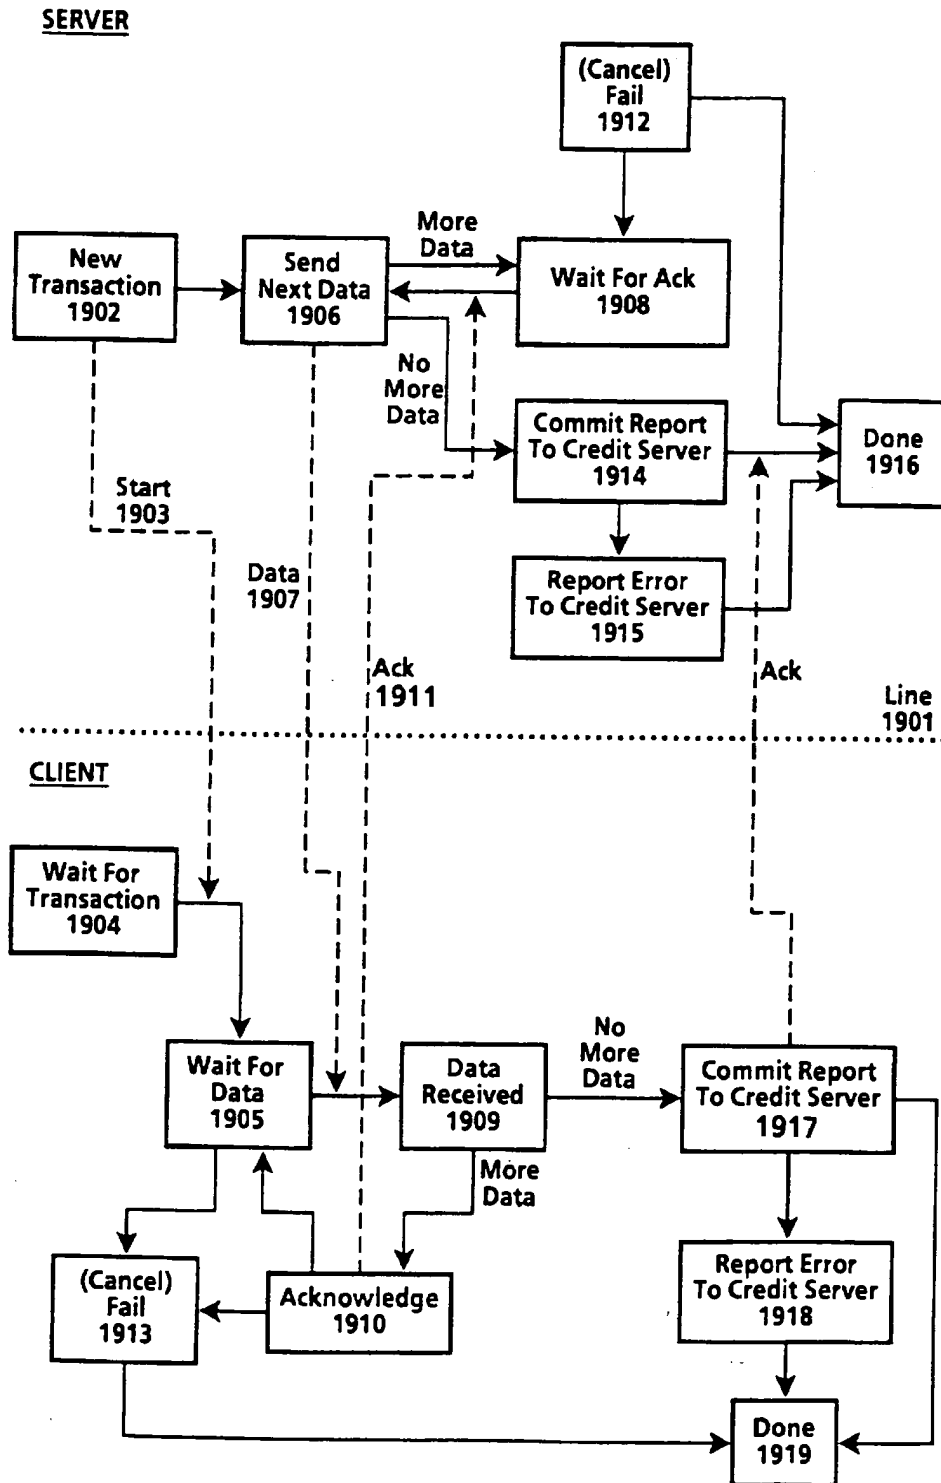 SERVER
(Cancel)
Fail
1912
More
Data
New
Transaction
1902
Send
Next Data
1906
Wait For Ack
1908
No
More
Data
Commit Report
To Credit Server
1914
Done
1916
Start
1903
Data
1907
Report Error
To Credit Server
1915
Ack
1911
Ack
Line
1901
CLIENT
Wait For
Transaction
1904
Wait For
Data
1905
Data
Received
1909
No
More
Data
Commit Report
To Credit Server
1917
More
Data
(Cancel)
Fail
1913
Acknowledge
1910
Report Error
To Credit Server
1918
Done
1919